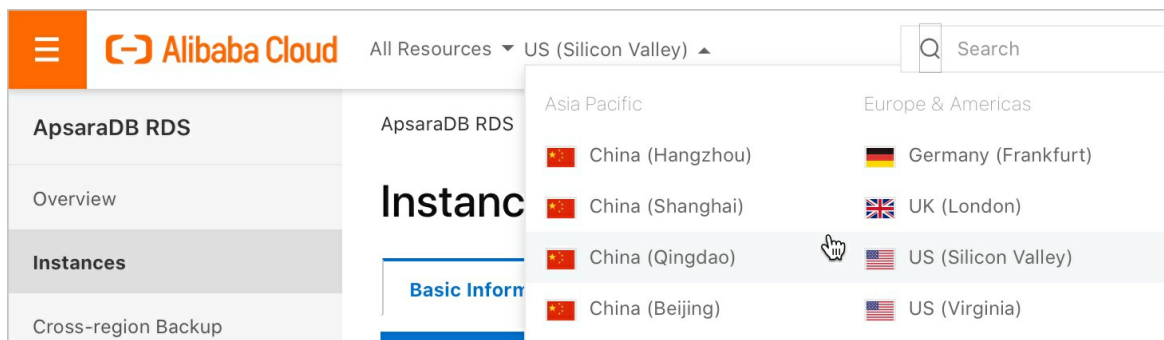 Alibaba Cloud All Resources US (Silicon Valley) Search
ApsaraDB RDS
Overview
Instances
Cross-region Backup
ApsaraDB RDS
Instanc
Basic Inform
Asia Pacific
China (Hangzhou)
China (Shanghai)
China (Qingdao)
China (Beijing)
Europe & Americas
Germany (Frankfurt)
UK (London)
US (Silicon Valley)
US (Virginia)